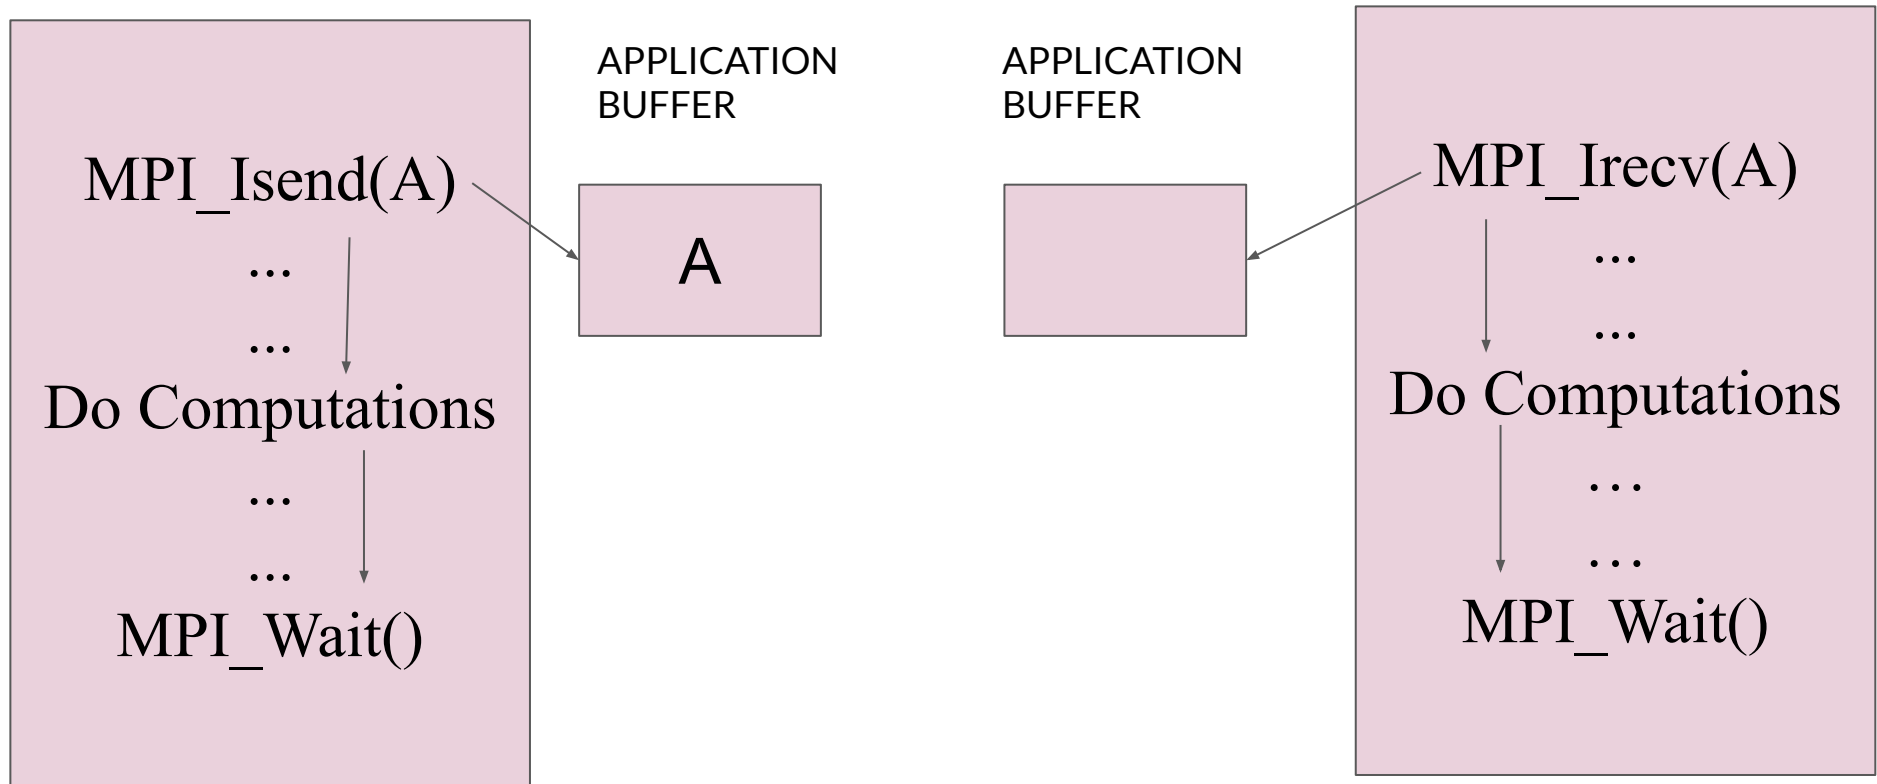 MPI_Isend(A)
...
...
Do Computations
...
...
MPI_Wait()
APPLICATION
BUFFER
A
APPLICATION
BUFFER
MPI_Irecv(A)
...
...
Do Computations
...
...
MPI_Wait()